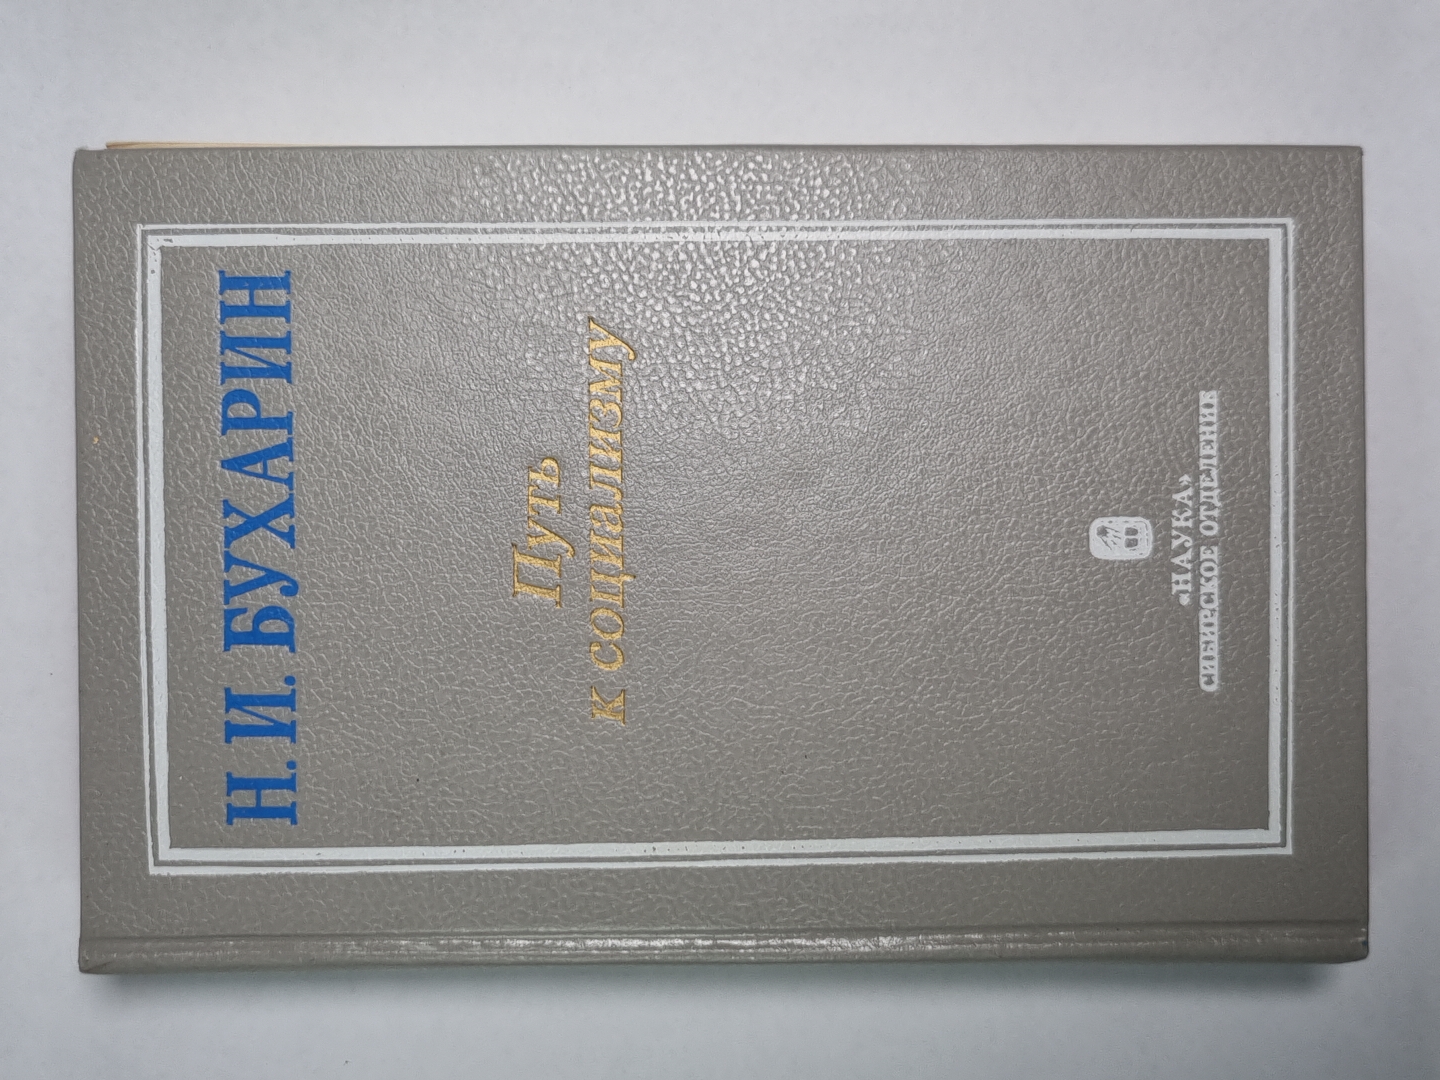 Н. И. БУХАРИН
Путь
к социализму
«НАУКА»
СИБИРСКОЕ ОТДЕЛЕНИЕ